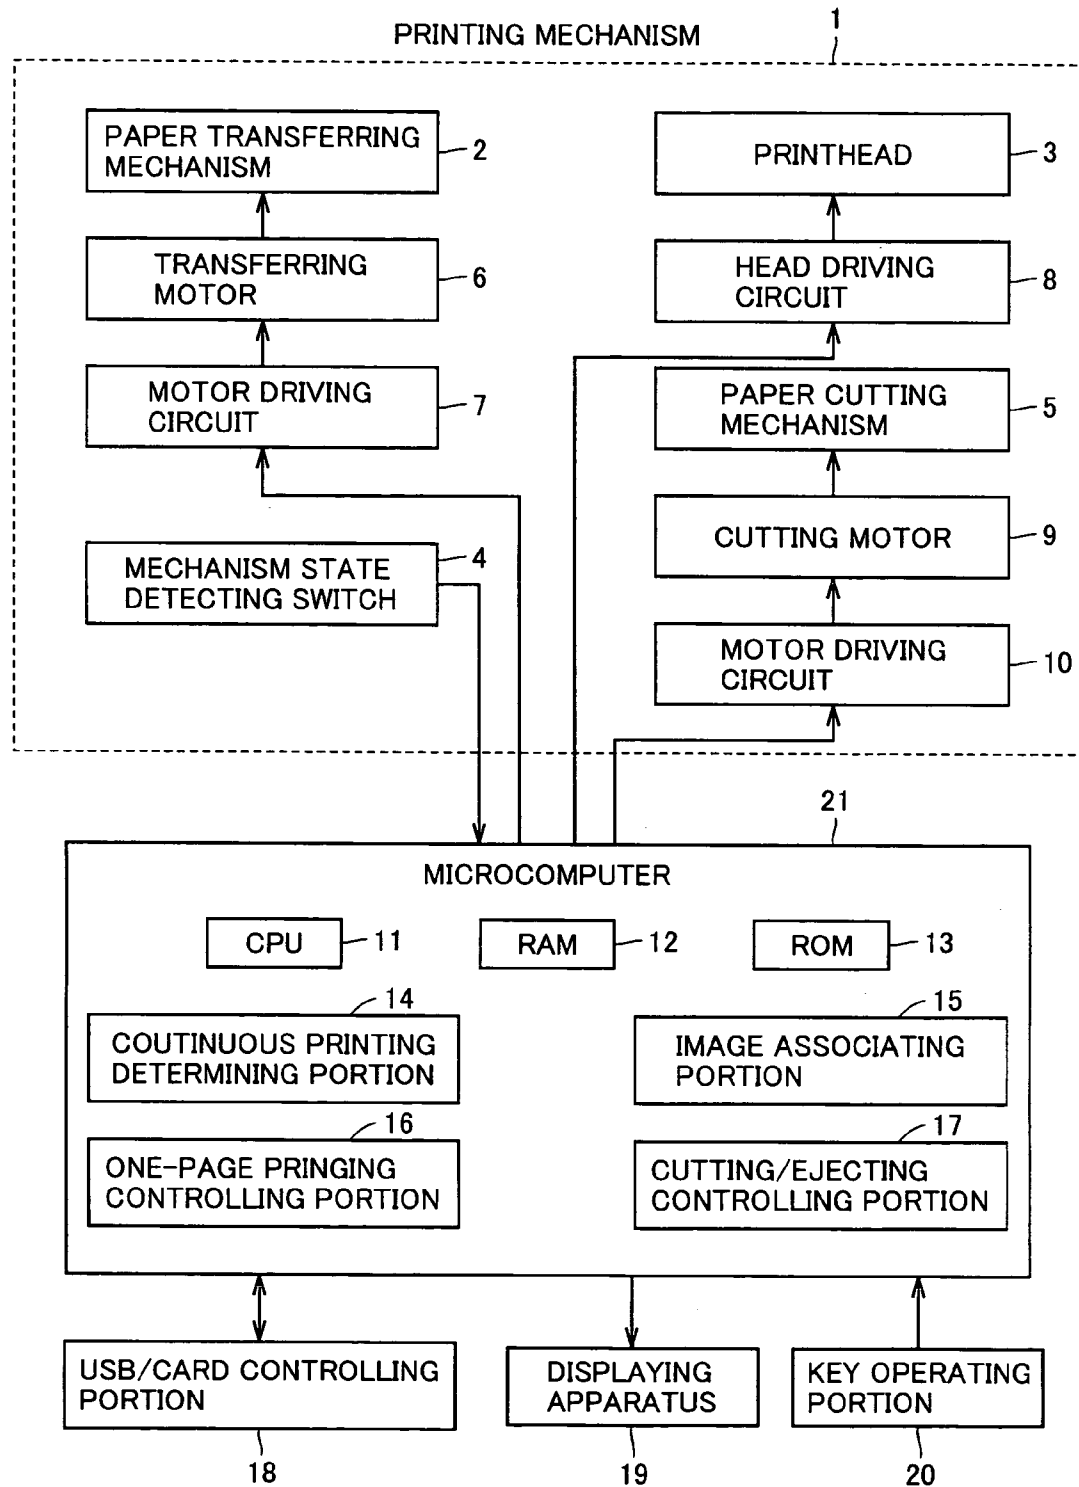 PRINTING MECHANISM
1
PAPER TRANSFERRING
MECHANISM
2
PRINTHEAD
3
TRANSFERRING
MOTOR
6
HEAD DRIVING
CIRCUIT
8
MOTOR DRIVING
CIRCUIT
7
PAPER CUTTING
MECHANISM
5
CUTTING MOTOR
9
MECHANISM STATE
DETECTING SWITCH
4
MOTOR DRIVING
CIRCUIT
10
21
MICROCOMPUTER
CPU
11
RAM
12
ROM
13
14
COUTINUOUS PRINTING
DETERMINING PORTION
15
IMAGE ASSOCIATING
PORTION
16
ONE-PAGE PRINGING
CONTROLLING PORTION
17
CUTTING/EJECTING
CONTROLLING PORTION
USB/CARD CONTROLLING
PORTION
18
DISPLAYING
APPARATUS
19
KEY OPERATING
PORTION
20